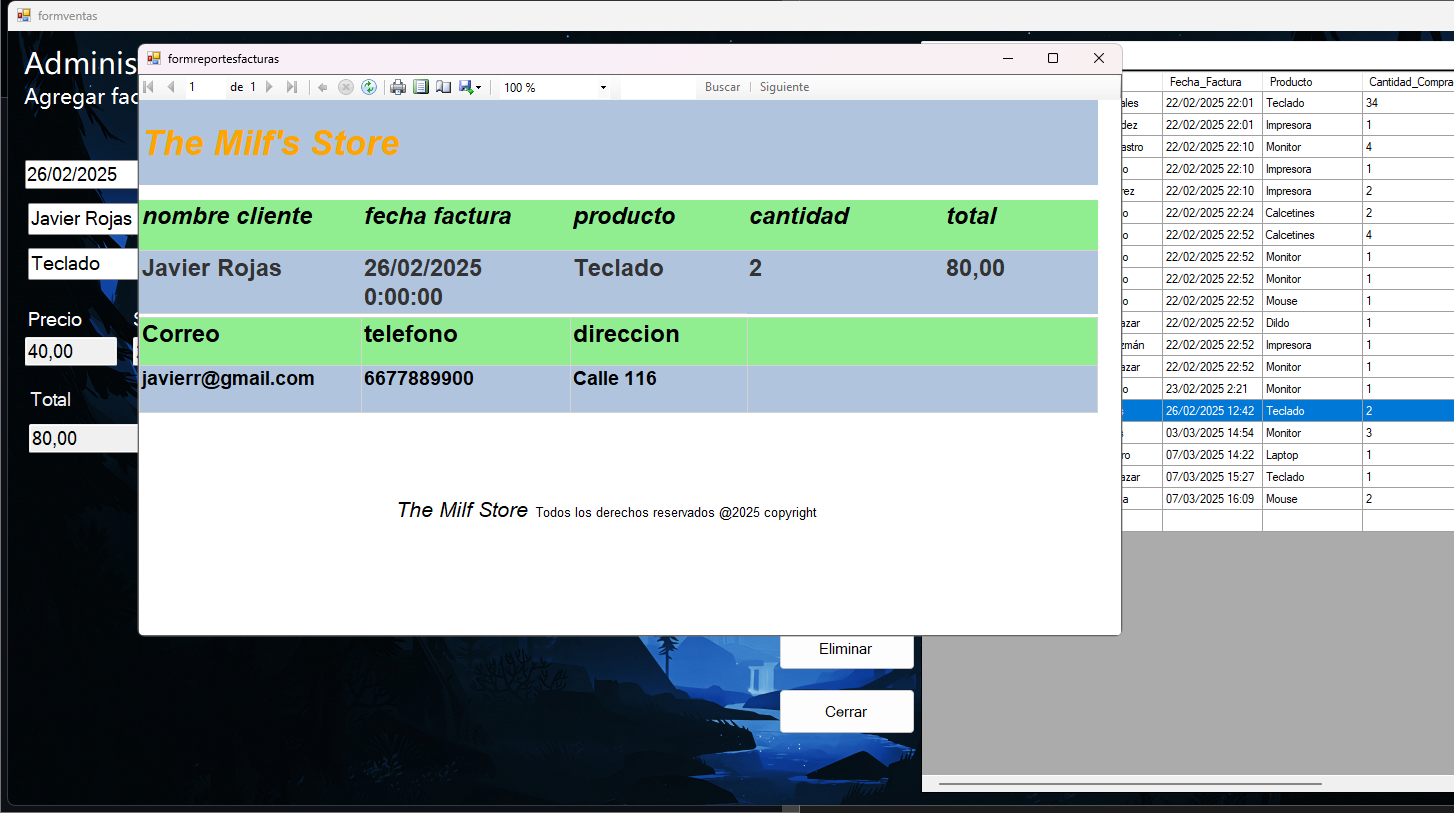 formventas
Adminis
Agregar fac
26/02/2025
Javier Rojas
Teclado
Precio
40,00
Total
80,00
formreportesfacturas
1 de 1 100 % Buscar | Siguiente
The Milf's Store
nombre cliente fecha factura producto cantidad total
Javier Rojas 26/02/2025 0:00:00 Teclado 2 80,00
Correo telefono direccion
javierr@gmail.com 6677889900 Calle 116
The Milf Store Todos los derechos reservados @2025 copyright
Eliminar
Cerrar
Fecha_Factura Producto Cantidad_Compra
ales 22/02/2025 22:01 Teclado 34
dez 22/02/2025 22:01 Impresora 1
astro 22/02/2025 22:10 Monitor 4
o 22/02/2025 22:10 Impresora 1
rez 22/02/2025 22:10 Impresora 2
o 22/02/2025 22:24 Calcetines 2
o 22/02/2025 22:52 Calcetines 4
o 22/02/2025 22:52 Monitor 2
o 22/02/2025 22:52 Monitor 1
o 22/02/2025 22:52 Mouse 1
azar 22/02/2025 22:52 Dildo 1
zmán 22/02/2025 22:52 Impresora 1
azar 22/02/2025 22:52 Monitor 1
o 23/02/2025 2:21 Monitor 1
s 26/02/2025 12:42 Teclado 2
s 03/03/2025 14:54 Monitor 3
ro 07/03/2025 14:22 Laptop 1
azar 07/03/2025 15:27 Teclado 1
a 07/03/2025 16:09 Mouse 2